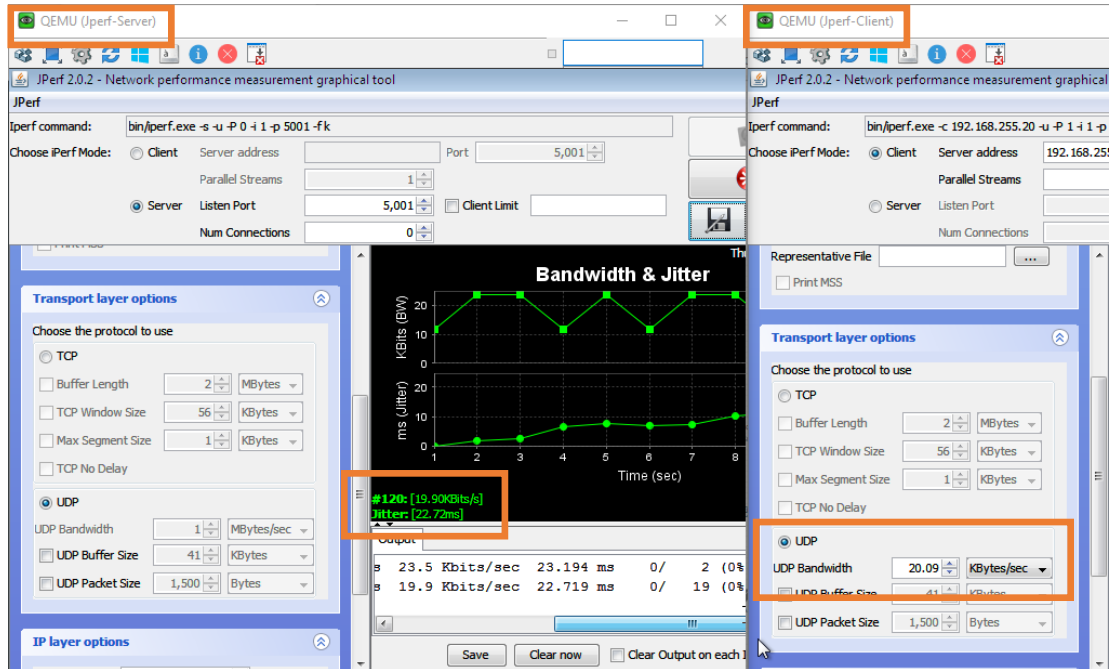 QEMU (Jperf-Server)
JPerf 2.0.2 - Network performance measurement graphical tool
JPerf
Iperf command: bin/iperf.exe -s -u -P 0 -i 1 -p 5001 -f k
Choose iPerf Mode: Client Server address Port 5,001
Parallel Streams 1
Server Listen Port 5,001 Client Limit
Num Connections 0
Print MSS
Transport layer options
Choose the protocol to use
TCP
Buffer Length 2 MBytes
TCP Window Size 56 KBytes
Max Segment Size 1 KBytes
TCP No Delay
UDP
UDP Bandwidth 1 MBytes/sec
UDP Buffer Size 41 KBytes
UDP Packet Size 1,500 Bytes
IP layer options
Bandwidth & Jitter
KBits (BW)
20
10
0
ms (Jitter)
20
10
0
1 2 3 4 5 6 7 8
Time (sec)
#120: [19.90KBits/s]
Jitter: [22.72ms]
Output
s 23.5 Kbits/sec 23.194 ms 0/ 2 (0%
s 19.9 Kbits/sec 22.719 ms 0/ 19 (0%
Save Clear now Clear Output on each I
QEMU (Jperf-Client)
JPerf 2.0.2 - Network performance measurement graphical
JPerf
Iperf command: bin/iperf.exe -c 192.168.255.20 -u -P 1 -i 1 -p
Choose iPerf Mode: Client Server address 192.168.255
Parallel Streams
Server Listen Port
Num Connections
Representative File ...
Print MSS
Transport layer options
Choose the protocol to use
TCP
Buffer Length 2 MBytes
TCP Window Size 56 KBytes
Max Segment Size 1 KBytes
TCP No Delay
UDP
UDP Bandwidth 20.09 KBytes/sec
UDP Buffer Size 41 KBytes
UDP Packet Size 1,500 Bytes